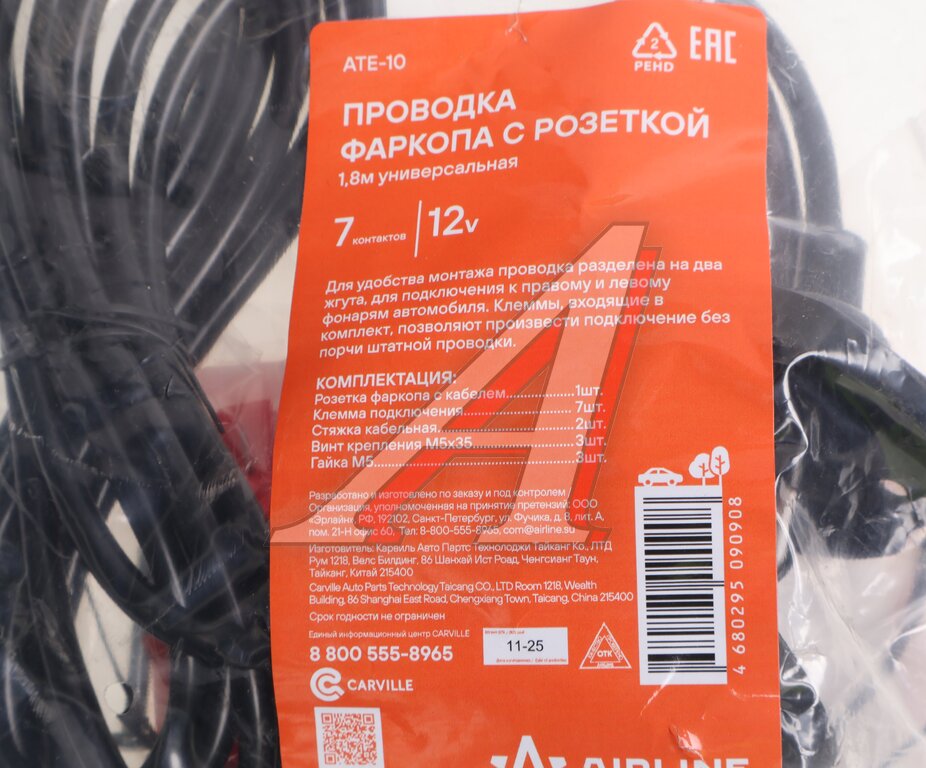 ATE-10
2
PEHD
EAC
ПРОВОДКА
ФАРКОПА С РОЗЕТКОЙ
1,8м универсальная
7 контактов
12v
Для удобства монтажа проводка разделена на два
жгута, для подключения к правому и левому
фонарям автомобиля. Клеммы, входящие в
комплект, позволяют произвести подключение без
порчи штатной проводки.
КОМПЛЕКТАЦИЯ:
Розетка фаркопа с кабелем....................1шт.
Клемма подключения........................ 7шт.
Стяжка кабельная............................2шт.
Винт крепления М5х35......................3шт.
Гайка М5.........................................3шт.
Разработано и изготовлено по заказу и под контролем
Организация, уполномоченная на принятие претензий: ООО
«Эрлайн», РФ, 192102, Санкт-Петербург, ул. Фучика, д. 8, лит. А,
пом. 21-Н офис 60, Тел: 8-800-555-8965, com@airline.su
Изготовитель: Карвиль Авто Партс Технолоджи Тайканг Ко., ЛТД
Рум 1218, Велс Билдинг, 86 Шанхай Ист Роад, Ченгсианг Таун,
Тайканг, Китай 215400
Carville Auto Parts Technology Taicang CO., LTD Room 1218, Wealth
Building, 86 Shanghai East Road, Chengxiang Town, Taicang, China 215400
Срок годности не ограничен
Единый информационный центр CARVILLE
8 800 555-8965
11-25
ОТК
CARVILLE
4 680295 090908
AIRLINE